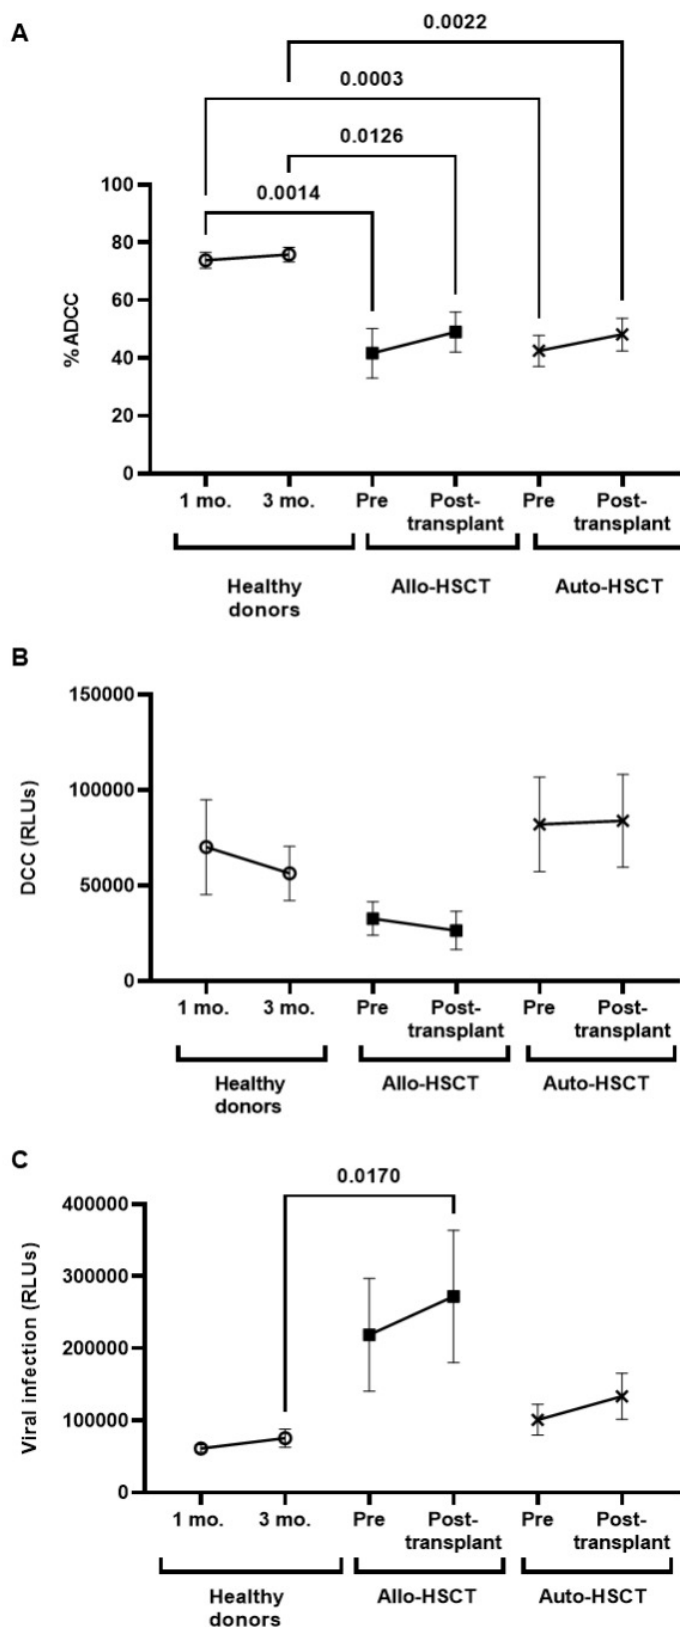 A
0.0022
0.0003
0.0126
0.0014
100
80
60
40
20
0
%ADCC
1 mo. 3 mo. Pre Post- Pre Post-
transplant transplant
Healthy Allo-HSCT Auto-HSCT
donors
B
150000
100000
50000
0
DCC (RLUs)
1 mo. 3 mo. Pre Post- Pre Post-
transplant transplant
Healthy Allo-HSCT Auto-HSCT
donors
C
0.0170
400000
300000
200000
100000
0
Viral infection (RLUs)
1 mo. 3 mo. Pre Post- Pre Post-
transplant transplant
Healthy Allo-HSCT Auto-HSCT
donors